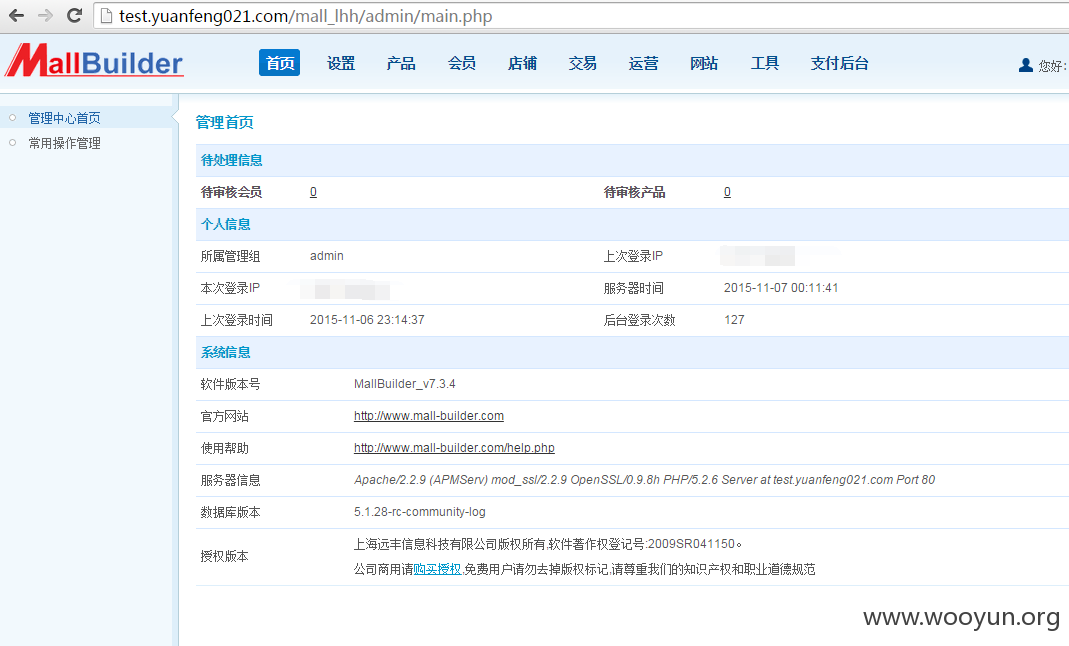 test.yuanfeng021.com/mall_lhh/admin/main.php
MallBuilder
首页 设置 产品 会员 店铺 交易 运营 网站 工具 支付后台
您好:
管理中心首页
常用操作管理
管理首页
待处理信息
待审核会员 0 待审核产品 0
个人信息
所属管理组 admin 上次登录IP
本次登录IP 服务器时间 2015-11-07 00:11:41
上次登录时间 2015-11-06 23:14:37 后台登录次数 127
系统信息
软件版本号 MallBuilder_v7.3.4
官方网站 http://www.mall-builder.com
使用帮助 http://www.mall-builder.com/help.php
服务器信息 Apache/2.2.9 (APMServ) mod_ssl/2.2.9 OpenSSL/0.9.8h PHP/5.2.6 Server at test.yuanfeng021.com Port 80
数据库版本 5.1.28-rc-community-log
授权版本
上海远丰信息科技有限公司版权所有,软件著作权登记号:2009SR041150。
公司商用请购买授权,免费用户请勿去掉版权标记,请尊重我们的知识产权和职业道德规范
www.wooyun.org